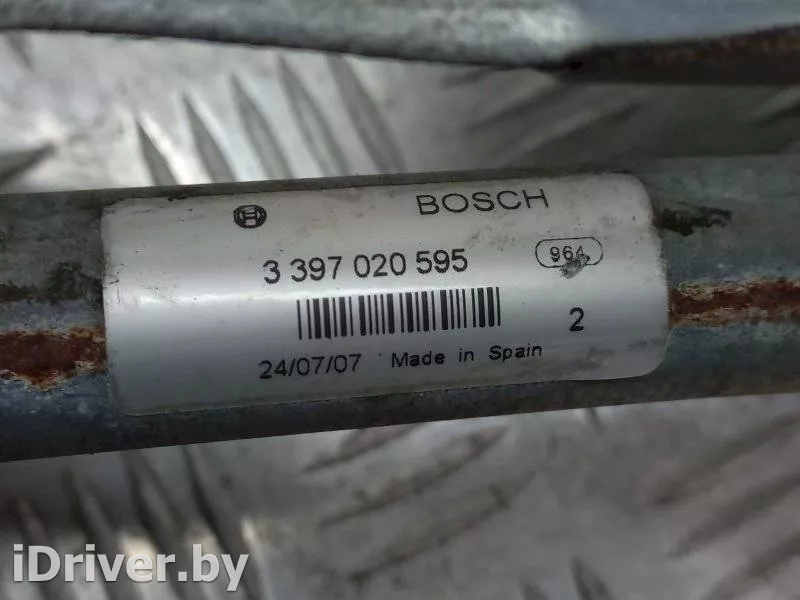 BOSCH
3 397 020 595
964
2
24/07/07 Made in Spain
iDriver.by